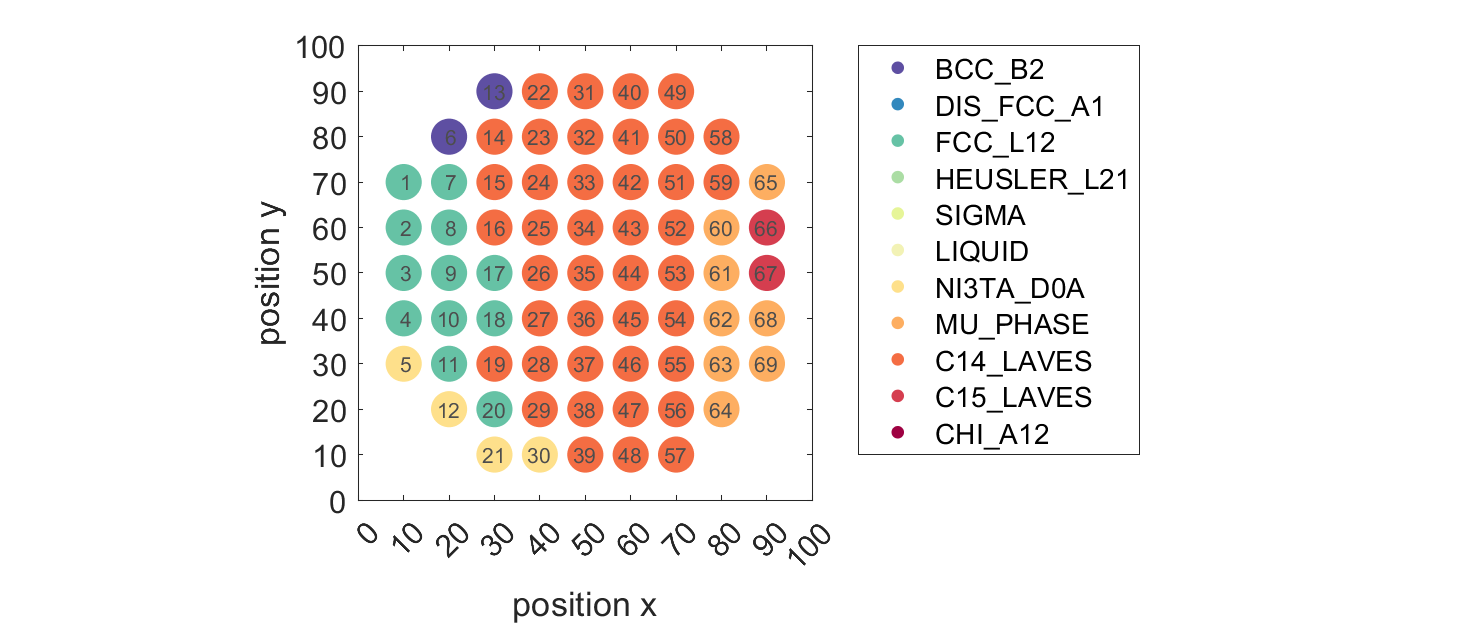 100
90
80
70
60
50
40
30
20
10
0
position y
13 22 31 40 49
6 14 23 32 41 50 58
1 7 15 24 33 42 51 59 65
2 8 16 25 34 43 52 60 66
3 9 17 26 35 44 53 61 67
4 10 18 27 36 45 54 62 68
5 11 19 28 37 46 55 63 69
12 20 29 38 47 56 64
21 30 39 48 57
0 10 20 30 40 50 60 70 80 90 100
position x
BCC_B2
DIS_FCC_A1
FCC_L12
HEUSLER_L21
SIGMA
LIQUID
NI3TA_D0A
MU_PHASE
C14_LAVES
C15_LAVES
CHI_A12